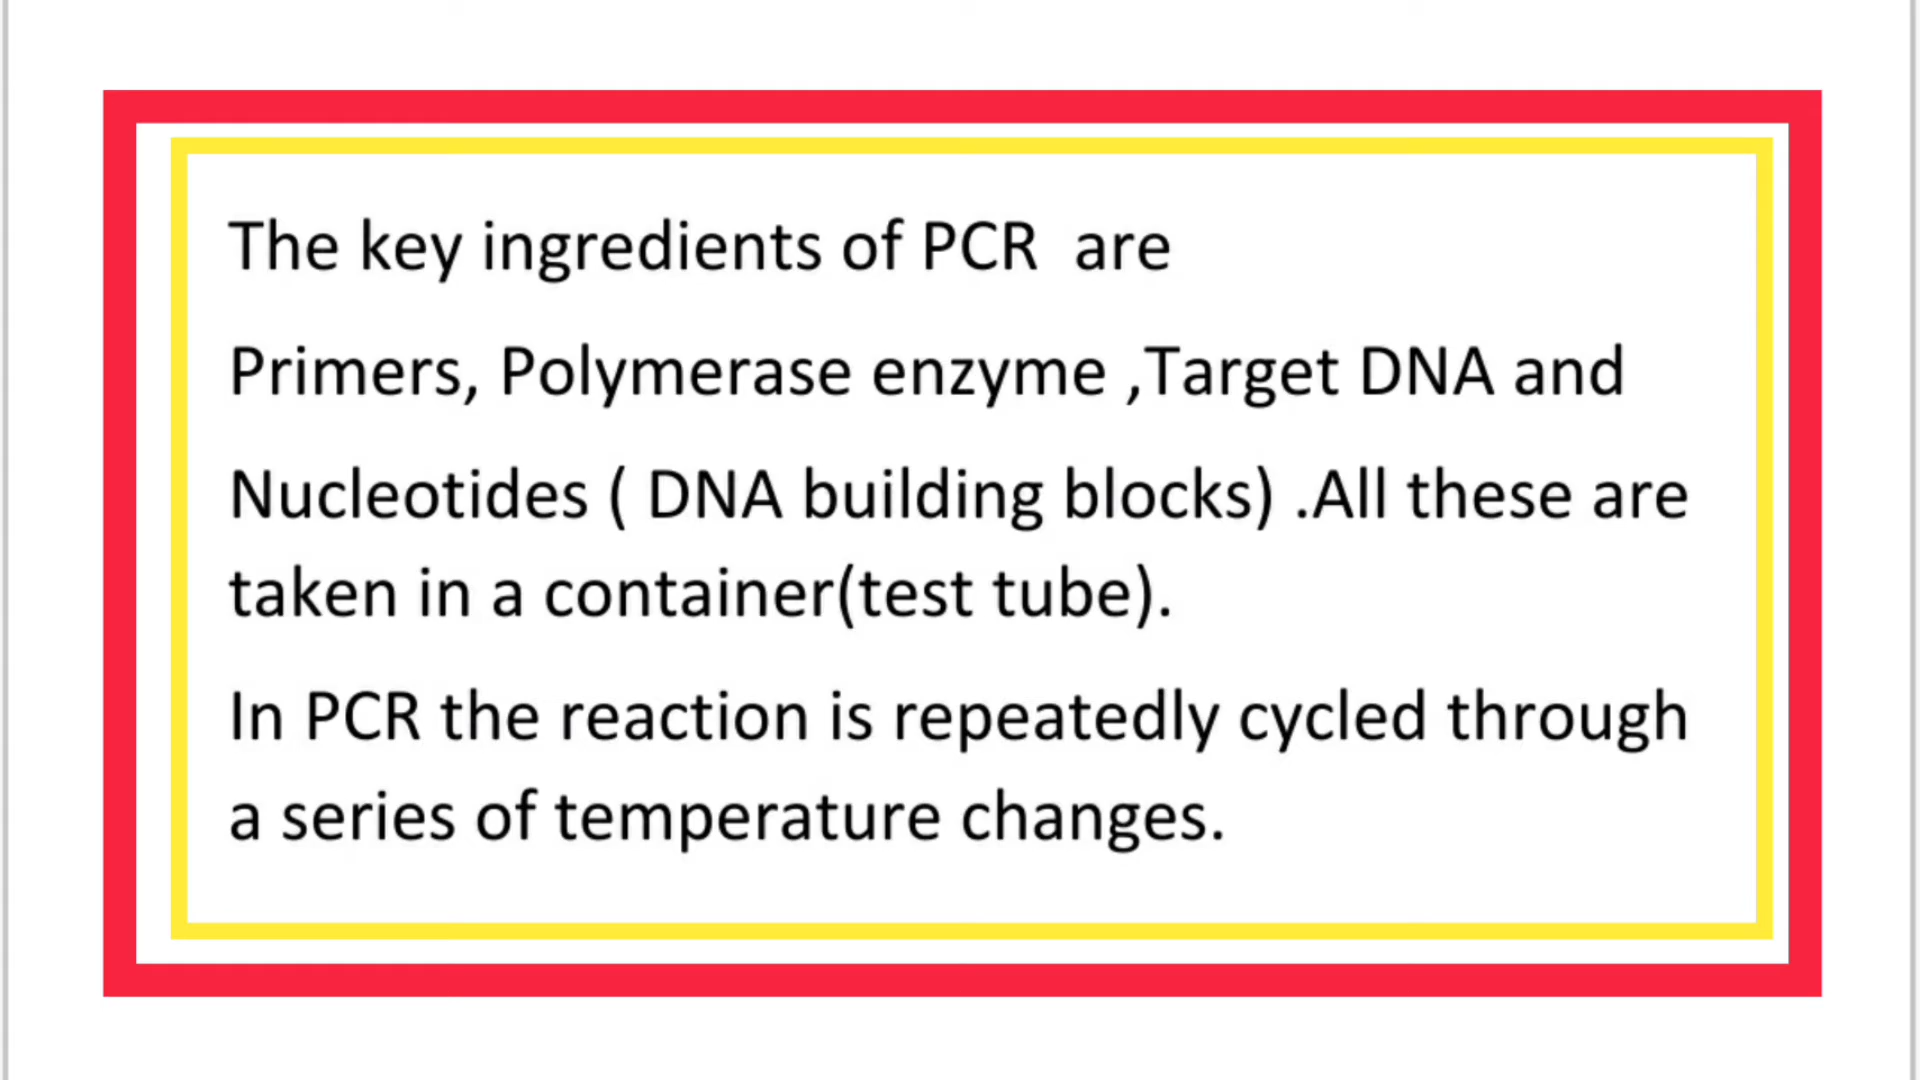 The key ingredients of PCR  are
Primers, Polymerase enzyme ,Target DNA and
Nucleotides ( DNA building blocks) .All these are
taken in a container(test tube).
In PCR the reaction is repeatedly cycled through
a series of temperature changes.